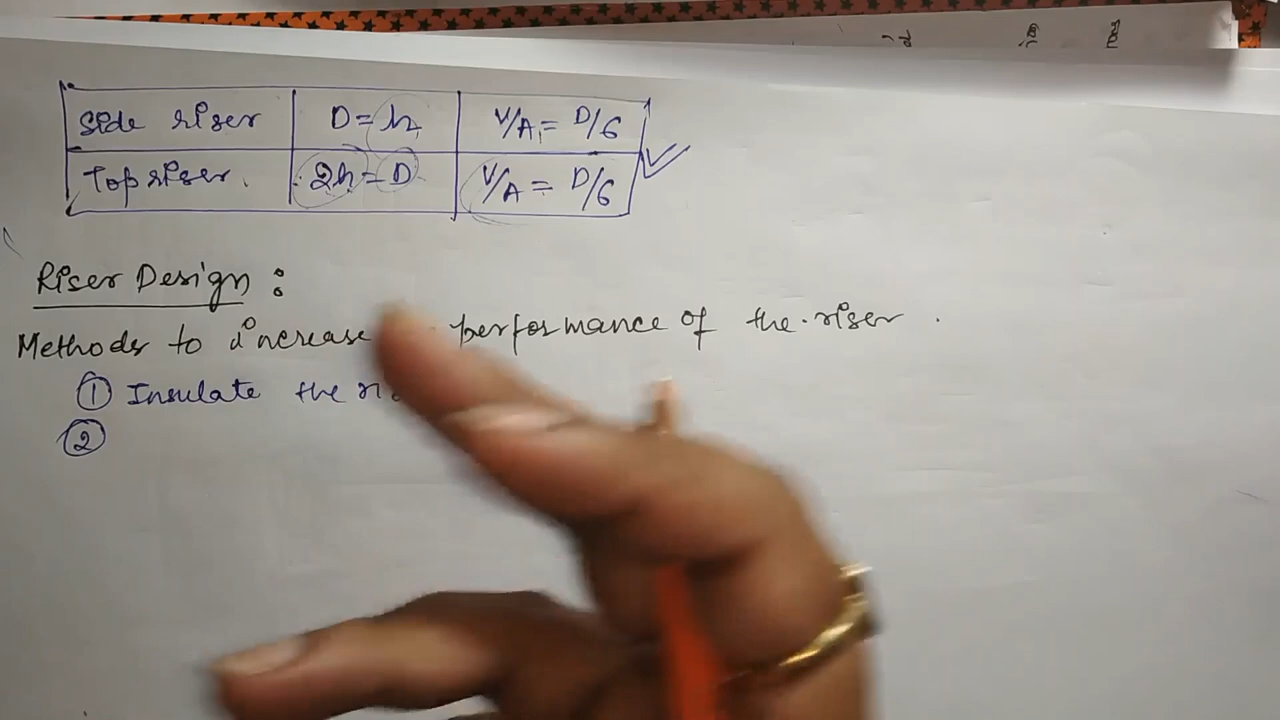 Side riser D = h V/A = D/6
Top riser. 2h = D V/A = D/6
Riser Design :
Methods to increase performance of the riser .
① Insulate the
②